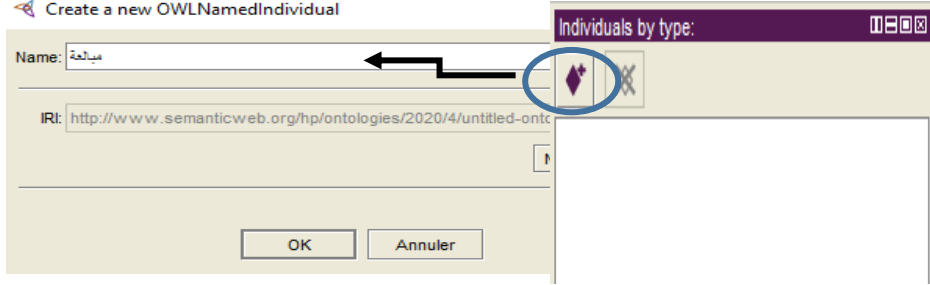 Create a new OWLNamedIndividual
Name: مبالغة
IRI: http://www.semanticweb.org/hp/ontologies/2020/4/untitled-onto
OK
Annuler
Individuals by type: